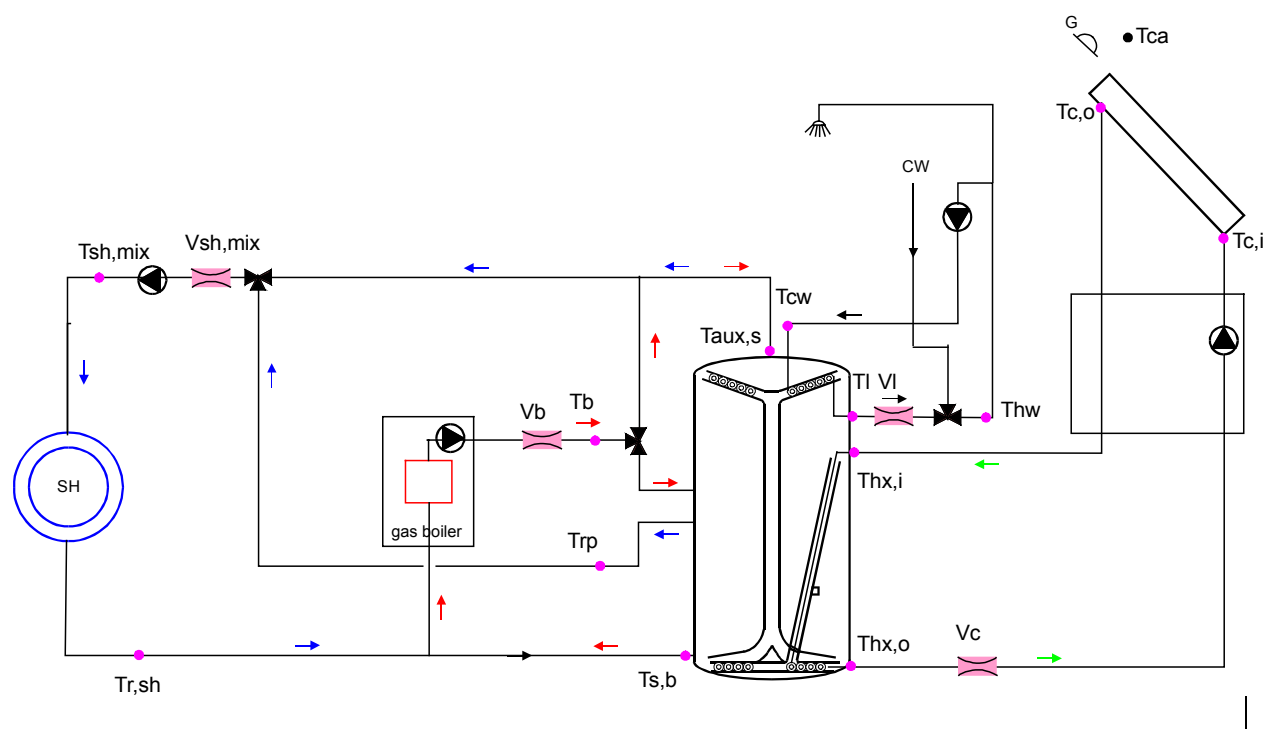 G
Tca
Tc,o
CW
Tc,i
Tsh,mix
Vsh,mix
Tcw
Taux,s
Tl
Vl
Thw
Vb
Tb
Thx,i
SH
gas boiler
Trp
Thx,o
Vc
Tr,sh
Ts,b